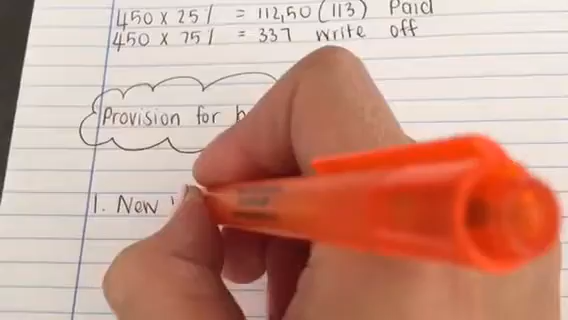 450 x 25% = 112,50 (113) Paid
450 x 75% = 337 write off
Provision for
1. New